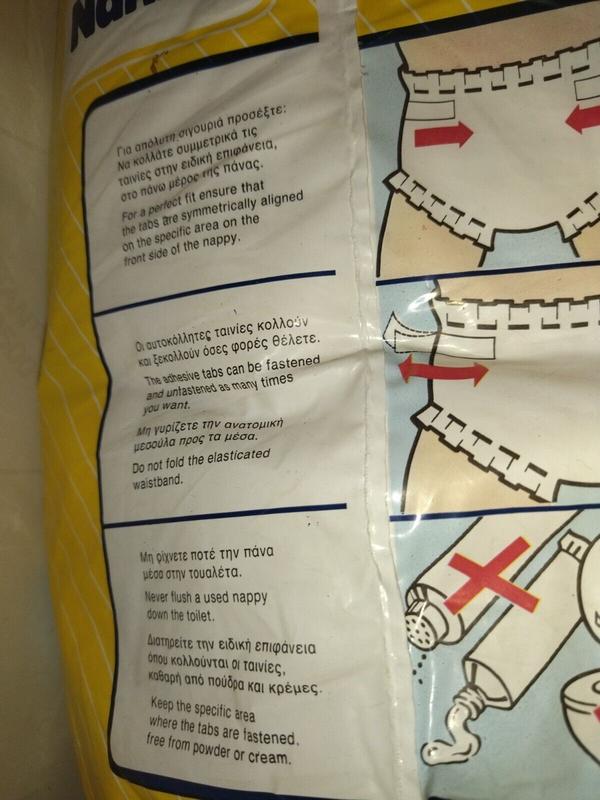 Για απόλυτη σιγουριά προσέξτε:
Να κολλάτε συμμετρικά τις
ταινίες στην ειδική επιφάνεια,
στο πάνω μέρος της πάνας.
For a perfect fit ensure that
the tabs are symmetrically aligned
on the specific area on the
front side of the nappy.
Οι αυτοκόλλητες ταινίες κολλούν
και ξεκολλούν όσες φορές θέλετε.
The adhesive tabs can be fastened
and unfastened as many times
you want.
Μη γυρίζετε την ανατομική
μεσούλα προς τα μέσα.
Do not fold the elasticated
waistband.
Μη ρίχνετε ποτέ την πάνα
μέσα στην τουαλέτα.
Never flush a used nappy
down the toilet.
Διατηρείτε την ειδική επιφάνεια
όπου κολλούνται οι ταινίες,
καθαρή από πούδρα και κρέμες.
Keep the specific area
where the tabs are fastened,
free from powder or cream.